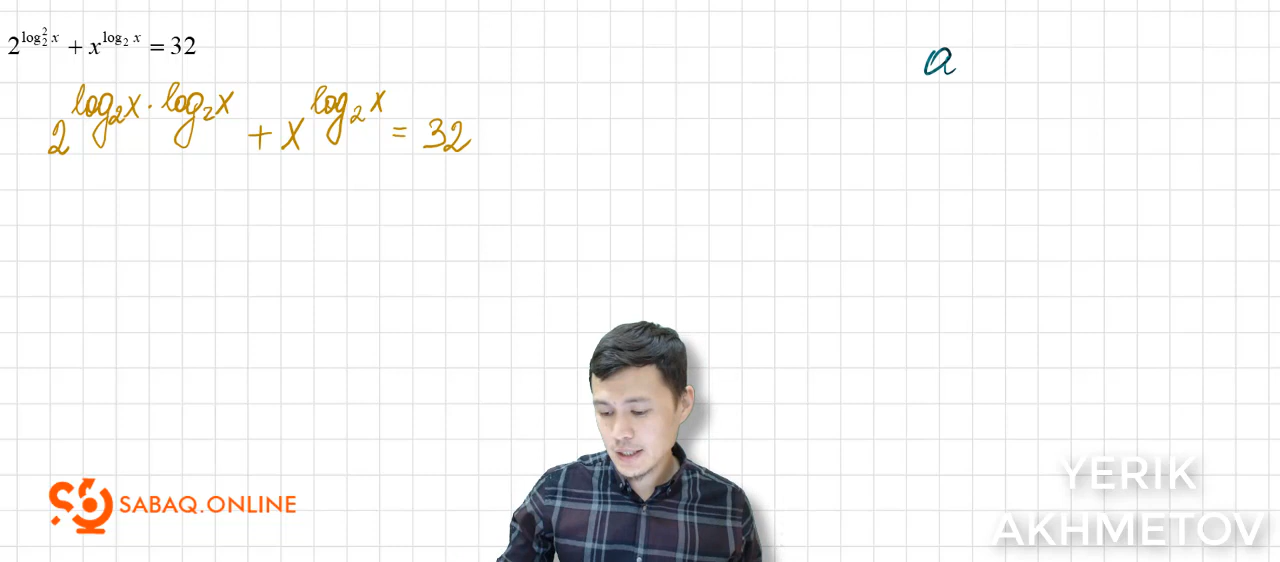 2^{log_2^2 x} + x^{log_2 x} = 32
a
2^{log_2 x · log_2 x} + x^{log_2 x} = 32
SABAQ.ONLINE
YERIK
AKHMETOV